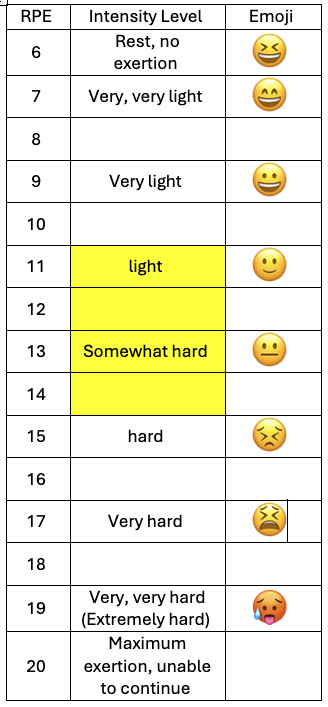 RPE Intensity Level Emoji
6 Rest, no
exertion
7 Very, very light
8
9 Very light
10
11 light
12
13 Somewhat hard
14
15 hard
16
17 Very hard
18
19 Very, very hard
(Extremely hard)
20 Maximum
exertion, unable
to continue